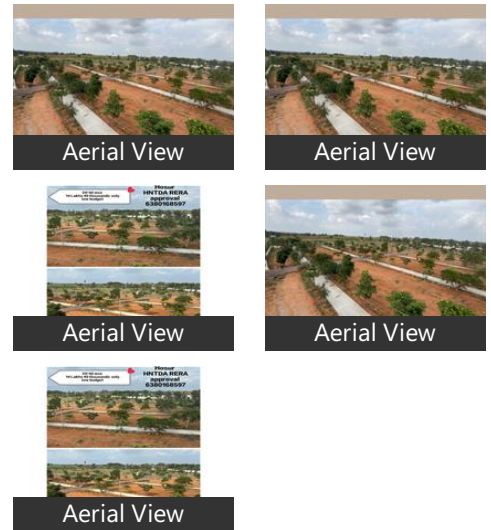 Aerial View
Aerial View
Hosur
HNTDA RERA
approval
6380168597
Aerial View
Aerial View
Hosur
HNTDA RERA
approval
6380168597
Aerial View